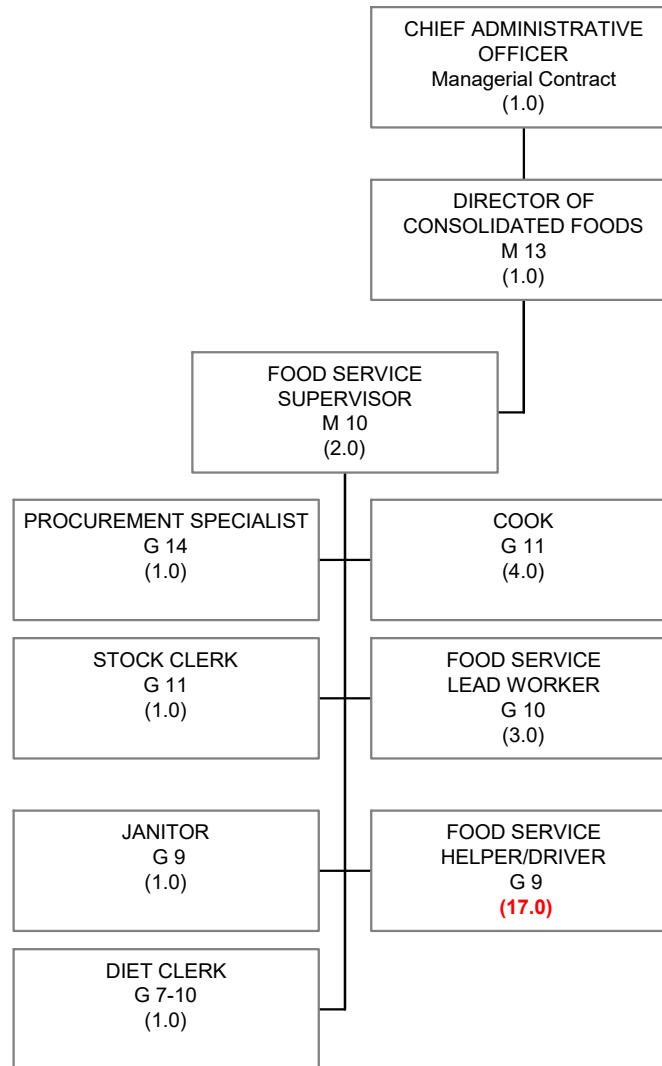 CHIEF ADMINISTRATIVE
OFFICER
Managerial Contract
(1.0)
DIRECTOR OF
CONSOLIDATED FOODS
M 13
(1.0)
FOOD SERVICE
SUPERVISOR
M 10
(2.0)
PROCUREMENT SPECIALIST
G 14
(1.0)
COOK
G 11
(4.0)
STOCK CLERK
G 11
(1.0)
FOOD SERVICE
LEAD WORKER
G 10
(3.0)
JANITOR
G 9
(1.0)
FOOD SERVICE
HELPER/DRIVER
G 9
(17.0)
DIET CLERK
G 7-10
(1.0)